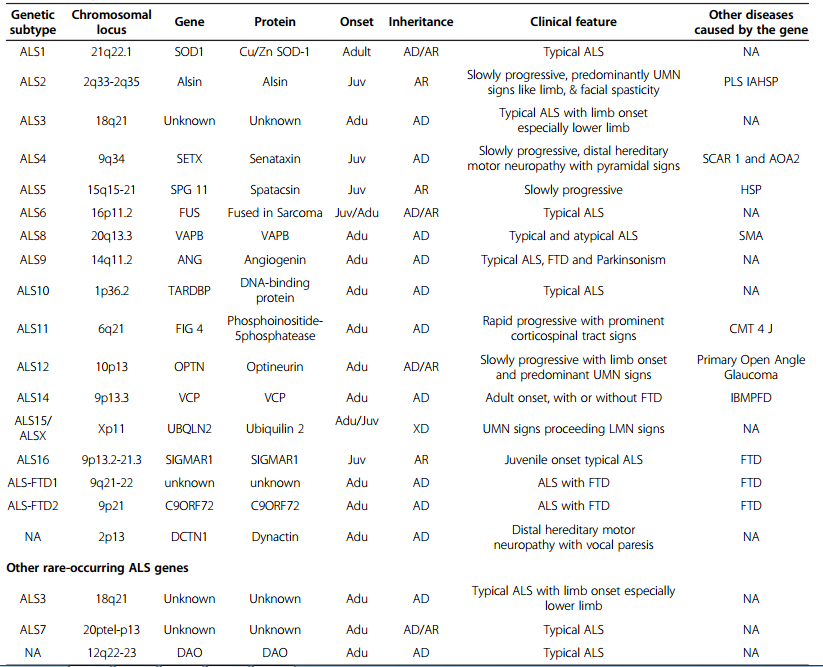 Genetic subtype Chromosomal locus Gene Protein Onset Inheritance Clinical feature Other diseases caused by the gene
ALS1 21q22.1 SOD1 Cu/Zn SOD-1 Adult AD/AR Typical ALS NA
ALS2 2q33-2q35 Alsin Alsin Juv AR Slowly progressive, predominantly UMN signs like limb, & facial spasticity PLS IAHSP
ALS3 18q21 Unknown Unknown Adu AD Typical ALS with limb onset especially lower limb NA
ALS4 9q34 SETX Senataxin Juv AD Slowly progressive, distal hereditary motor neuropathy with pyramidal signs SCAR 1 and AOA2
ALS5 15q15-21 SPG 11 Spatacsin Juv AR Slowly progressive HSP
ALS6 16p11.2 FUS Fused in Sarcoma Juv/Adu AD/AR Typical ALS NA
ALS8 20q13.3 VAPB VAPB Adu AD Typical and atypical ALS SMA
ALS9 14q11.2 ANG Angiogenin Adu AD Typical ALS, FTD and Parkinsonism NA
ALS10 1p36.2 TARDBP DNA-binding protein Adu AD Typical ALS NA
ALS11 6q21 FIG 4 Phosphoinositide-5phosphatease Adu AD Rapid progressive with prominent corticospinal tract signs CMT 4 J
ALS12 10p13 OPTN Optineurin Adu AD/AR Slowly progressive with limb onset and predominant UMN signs Primary Open Angle Glaucoma
ALS14 9p13.3 VCP VCP Adu AD Adult onset, with or without FTD IBMPFD
ALS15/ALSX Xp11 UBQLN2 Ubiquilin 2 Adu/Juv XD UMN signs proceeding LMN signs NA
ALS16 9p13.2-21.3 SIGMAR1 SIGMAR1 Juv AR Juvenile onset typical ALS FTD
ALS-FTD1 9q21-22 unknown unknown Adu AD ALS with FTD FTD
ALS-FTD2 9p21 C9ORF72 C9ORF72 Adu AD ALS with FTD FTD
NA 2p13 DCTN1 Dynactin Adu AD Distal hereditary motor neuropathy with vocal paresis NA
Other rare-occurring ALS genes
ALS3 18q21 Unknown Unknown Adu AD Typical ALS with limb onset especially lower limb NA
ALS7 20ptel-p13 Unknown Unknown Adu AD/AR Typical ALS NA
NA 12q22-23 DAO DAO Adu AD Typical ALS NA